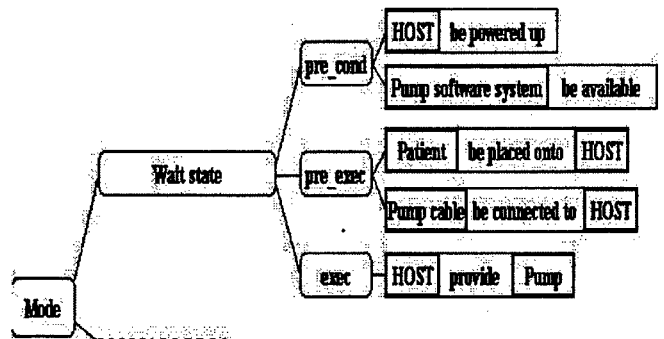 HOST be powered up
pre_cond
Pump software system be available
Patient be placed onto HOST
Wait state
pre_exec
Pump cable be connected to HOST
exec HOST provide Pump
Mode